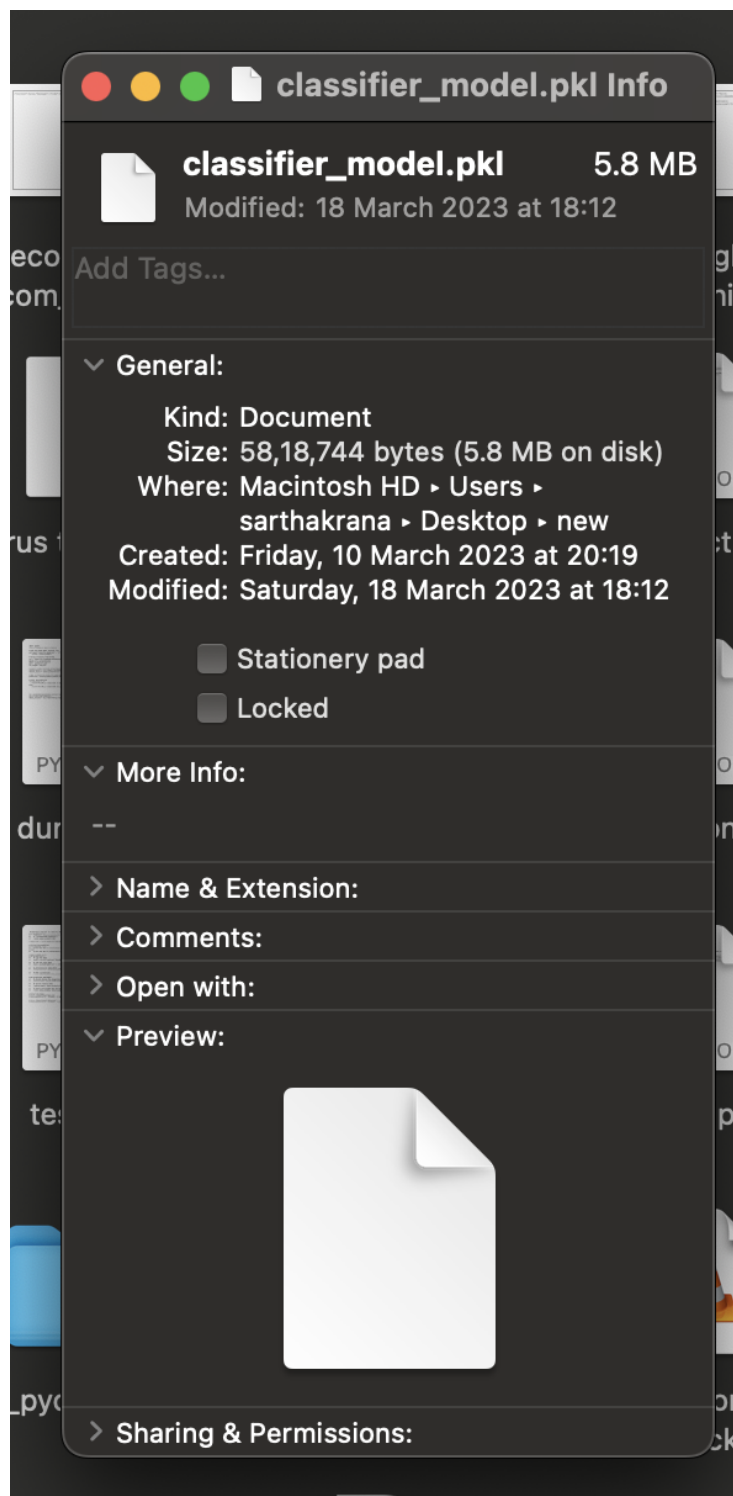 classifier_model.pkl Info
classifier_model.pkl 5.8 MB
Modified: 18 March 2023 at 18:12
Add Tags...
General:
Kind: Document
Size: 58,18,744 bytes (5.8 MB on disk)
Where: Macintosh HD ▸ Users ▸
sarthakrana ▸ Desktop ▸ new
Created: Friday, 10 March 2023 at 20:19
Modified: Saturday, 18 March 2023 at 18:12
Stationery pad
Locked
More Info:
--
Name & Extension:
Comments:
Open with:
Preview:
Sharing & Permissions: